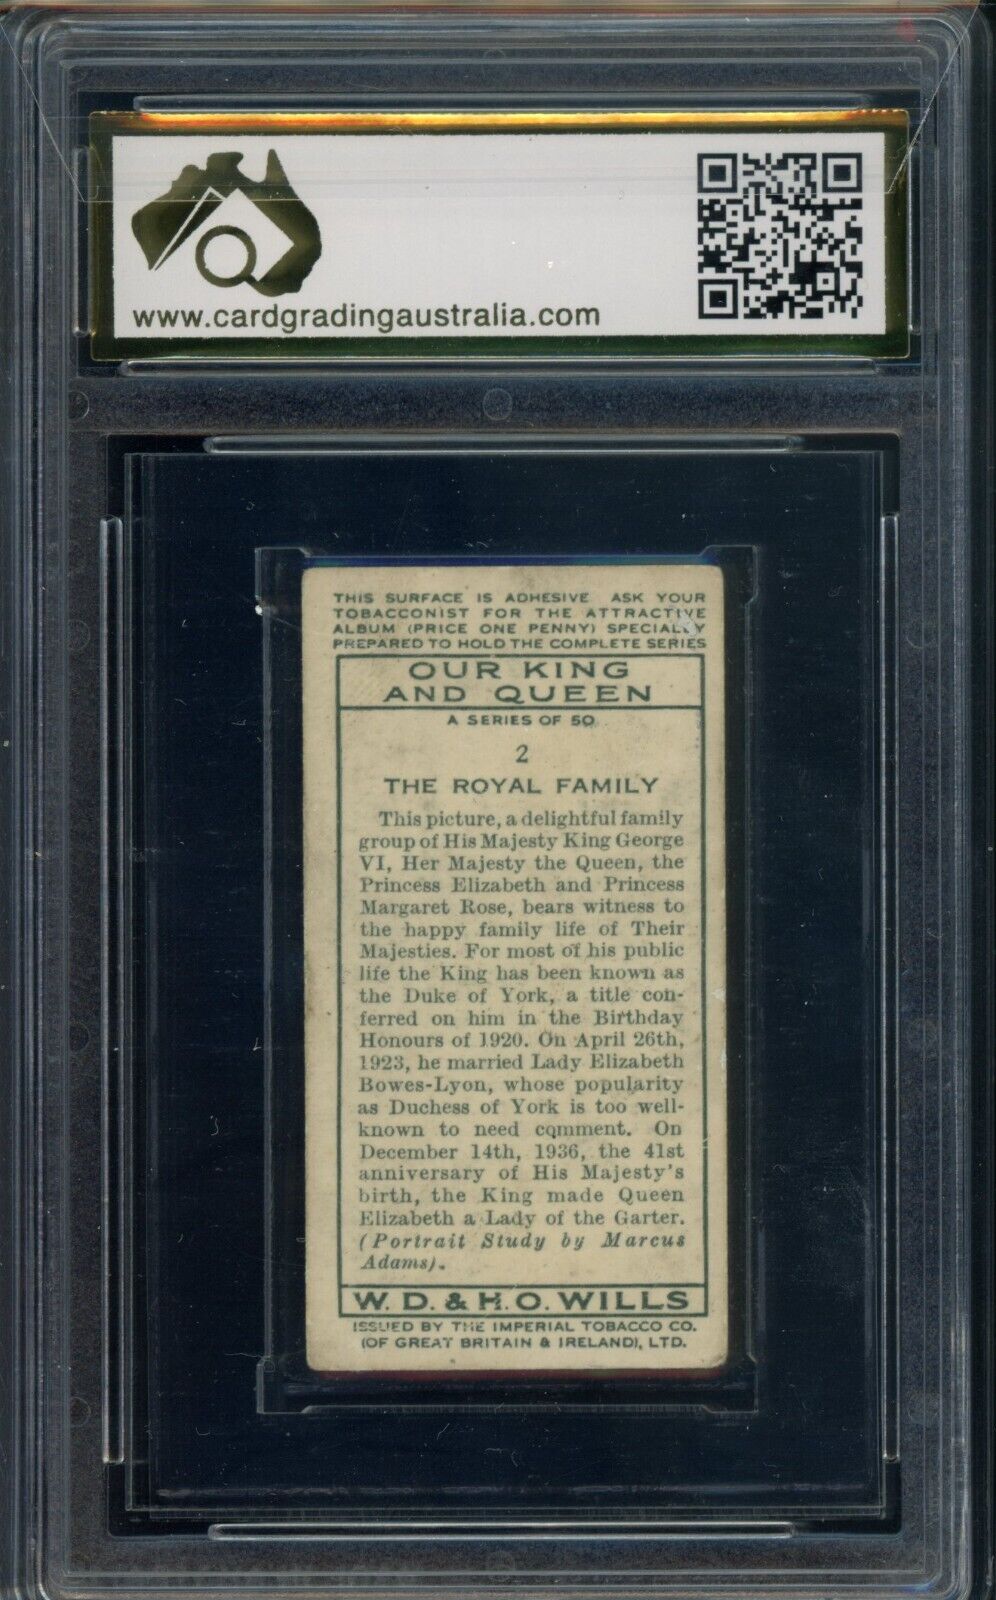 www.cardgradingaustralia.com
THIS SURFACE IS ADHESIVE. ASK YOUR
TOBACCONIST FOR THE ATTRACTIVE
ALBUM (PRICE ONE PENNY) SPECIALLY
PREPARED TO HOLD THE COMPLETE SERIES
OUR KING
AND QUEEN
A SERIES OF 50
2
THE ROYAL FAMILY
This picture, a delightful family
group of His Majesty King George
VI, Her Majesty the Queen, the
Princess Elizabeth and Princess
Margaret Rose, bears witness to
the happy family life of Their
Majesties. For most of his public
life the King has been known as
the Duke of York, a title con-
ferred on him in the Birthday
Honours of 1920. On April 26th,
1923, he married Lady Elizabeth
Bowes-Lyon, whose popularity
as Duchess of York is too well-
known to need comment. On
December 14th, 1936, the 41st
anniversary of His Majesty's
birth, the King made Queen
Elizabeth a Lady of the Garter.
(Portrait Study by Marcus
Adams).
W. D. & H. O. WILLS
ISSUED BY THE IMPERIAL TOBACCO CO.
(OF GREAT BRITAIN & IRELAND), LTD.